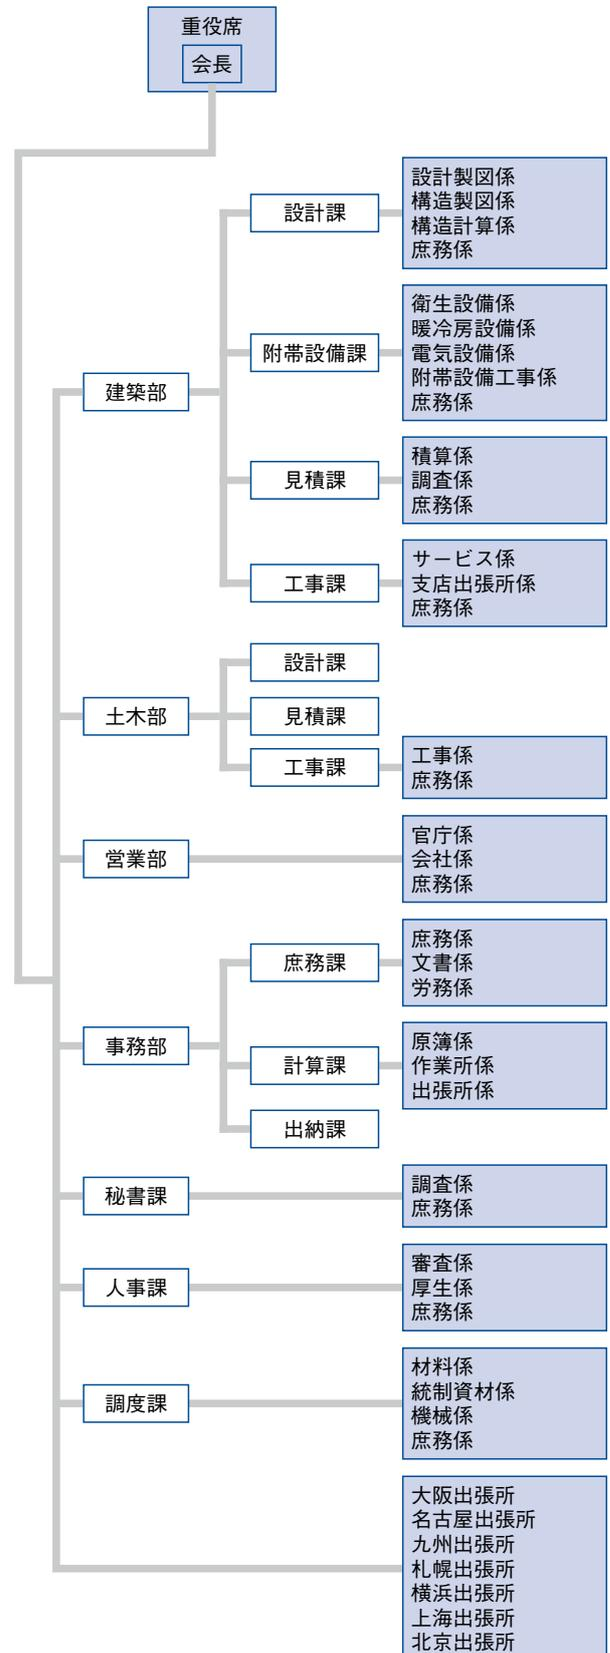 重役席
会長
建築部
設計課
設計製図係
構造製図係
構造計算係
庶務係
附帯設備課
衛生設備係
暖冷房設備係
電気設備係
附帯設備工事係
庶務係
見積課
積算係
調査係
庶務係
工事課
サービス係
支店出張所係
庶務係
土木部
設計課
見積課
工事課
工事係
庶務係
営業部
官庁係
会社係
庶務係
事務部
庶務課
庶務係
文書係
労務係
計算課
原簿係
作業所係
出張所係
出納課
秘書課
調査係
庶務係
人事課
審査係
厚生係
庶務係
調度課
材料係
統制資材係
機械係
庶務係
大阪出張所
名古屋出張所
九州出張所
札幌出張所
横浜出張所
上海出張所
北京出張所